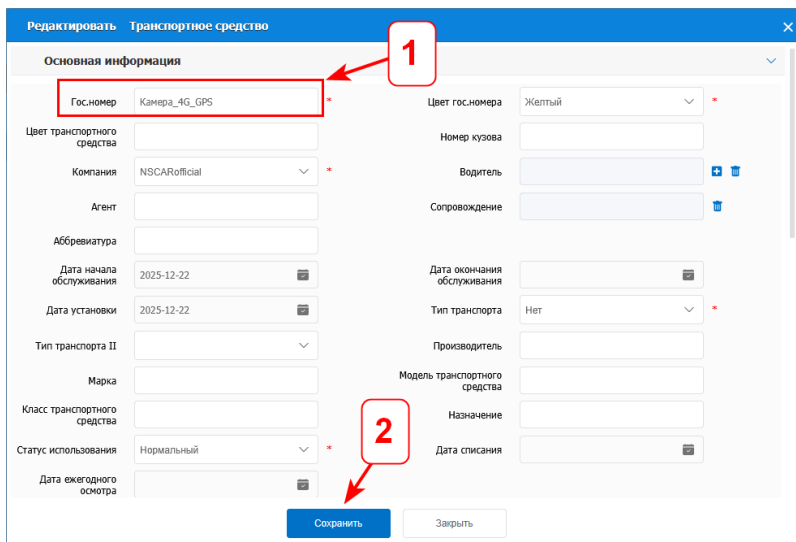 Редактировать Транспортное средство
1
Основная информация
Гос.номер Камера_4G_GPS * Цвет гос.номера Желтый *
Цвет транспортного
средства
Номер кузова
Компания NSCARofficial * Водитель
Агент Сопровождение
Аббревиатура
Дата начала
обслуживания
2025-12-22
Дата окончания
обслуживания
Дата установки 2025-12-22 Тип транспорта Нет *
Тип транспорта II Производитель
Марка
Модель транспортного
средства
Класс транспортного
средства
Назначение
2
Статус использования Нормальный * Дата списания
Дата ежегодного
осмотра
Сохранить Закрыть